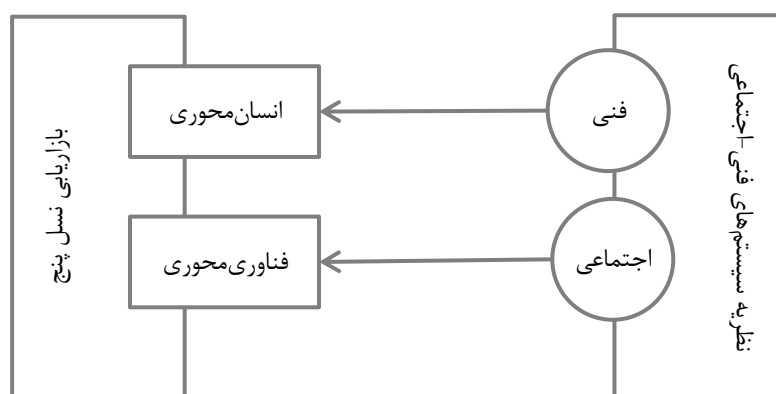 نظریه سیستم‌های فنی-اجتماعی
فنی
انسان‌محوری
اجتماعی
فناوری‌محوری
بازاریابی نسل پنج